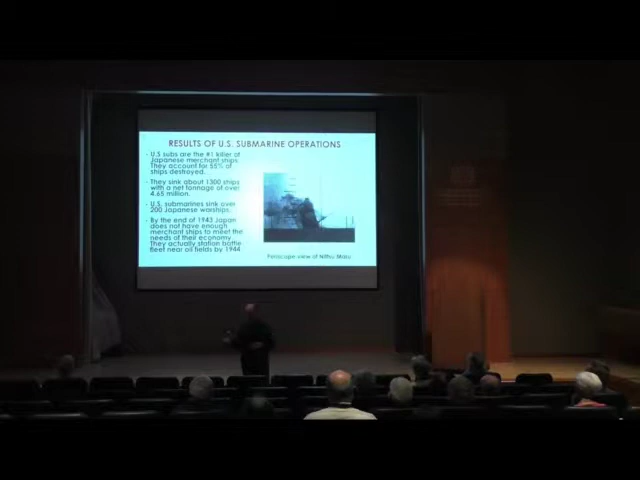 RESULTS OF U.S. SUBMARINE OPERATIONS
- U.S subs are the #1 killer of
Japanese merchant ships.
They account for 55% of
ships destroyed.
- They sink about 1300 ships
with a net tonnage of over
4.65 million.
- U.S. submarines sink over
200 Japanese warships.
- By the end of 1943 Japan
does not have enough
merchant ships to meet the
needs of their economy
They actually station battle
fleet near oil fields by 1944
Periscope view of Maru